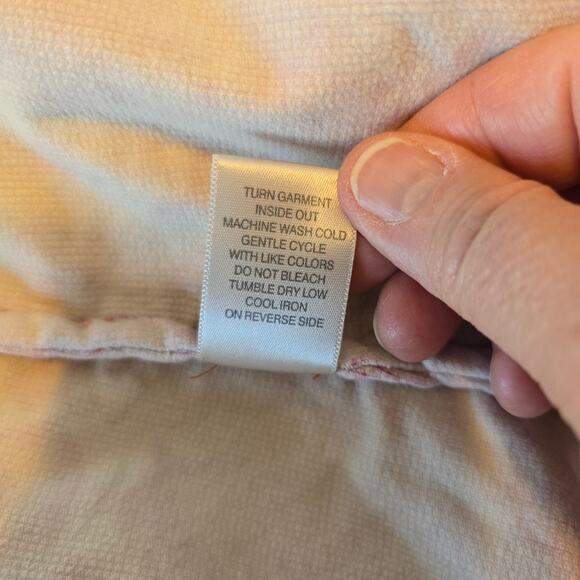 TURN GARMENT
INSIDE OUT
MACHINE WASH COLD
GENTLE CYCLE
WITH LIKE COLORS
DO NOT BLEACH
TUMBLE DRY LOW
COOL IRON
ON REVERSE SIDE